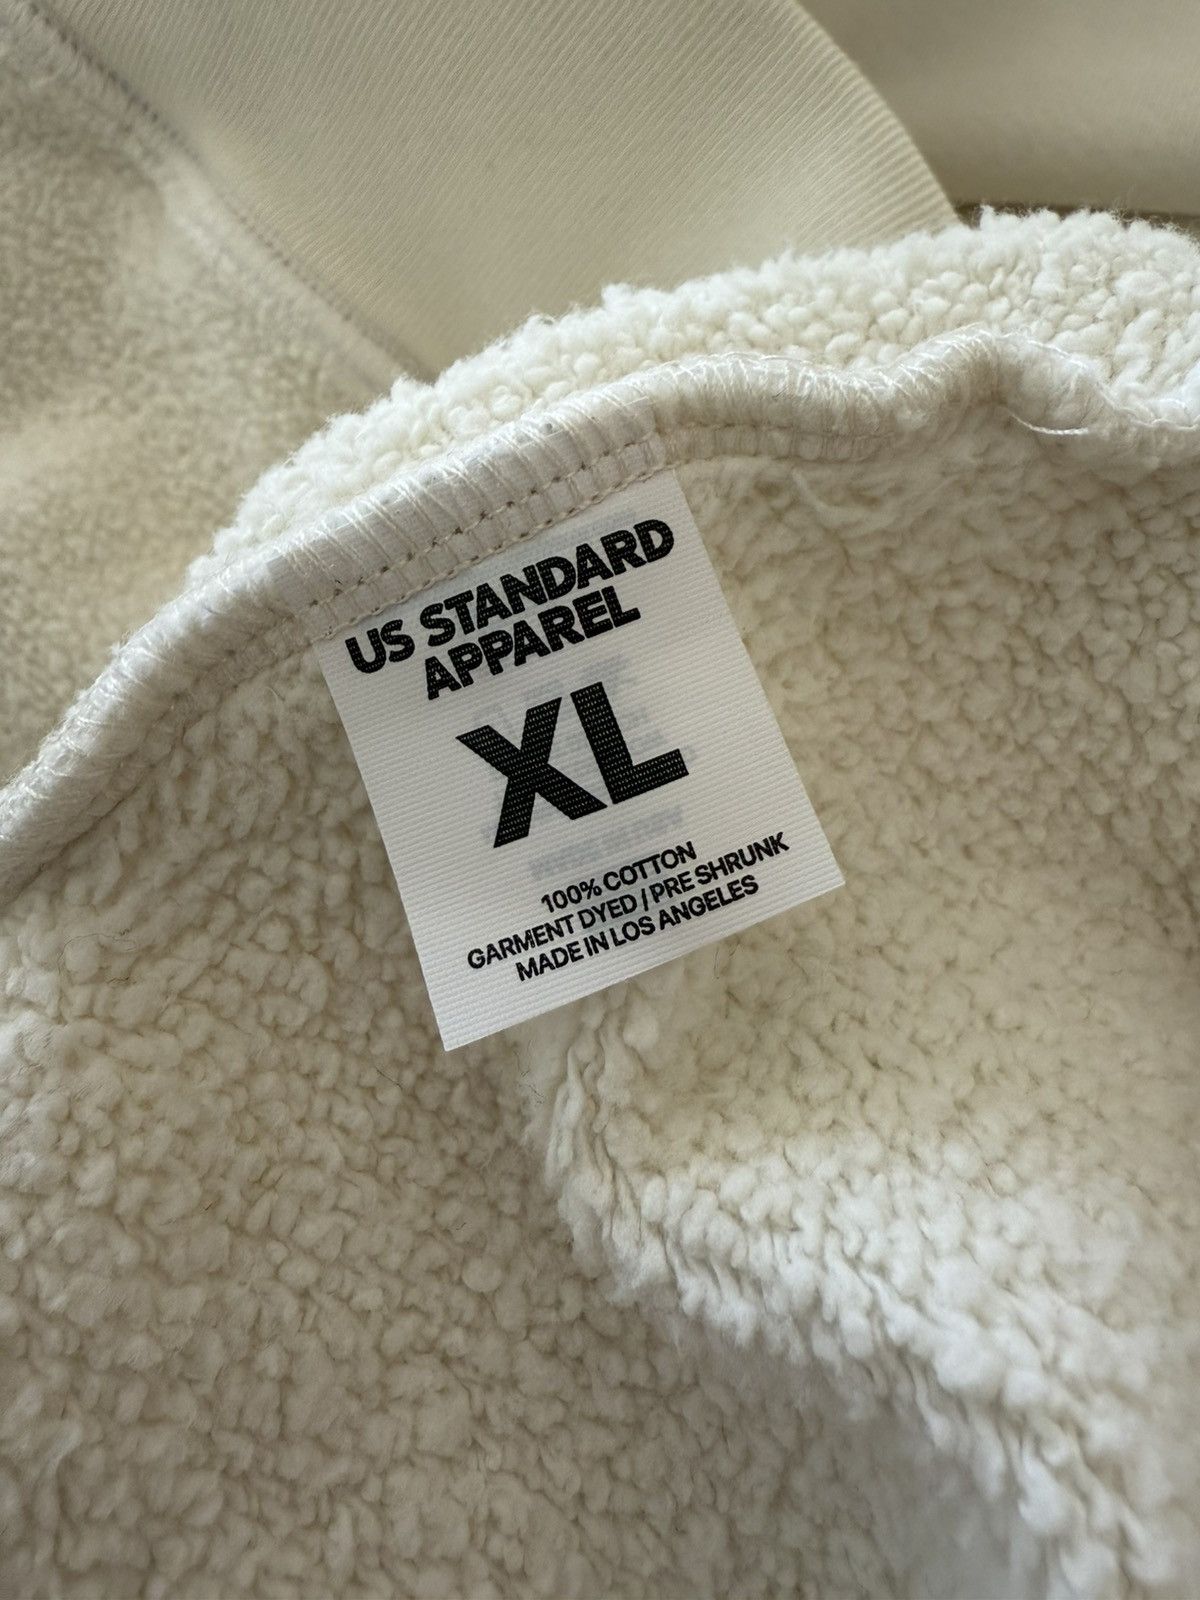 US STANDARD
APPAREL
XL
100% COTTON
GARMENT DYED / PRE SHRUNK
MADE IN LOS ANGELES